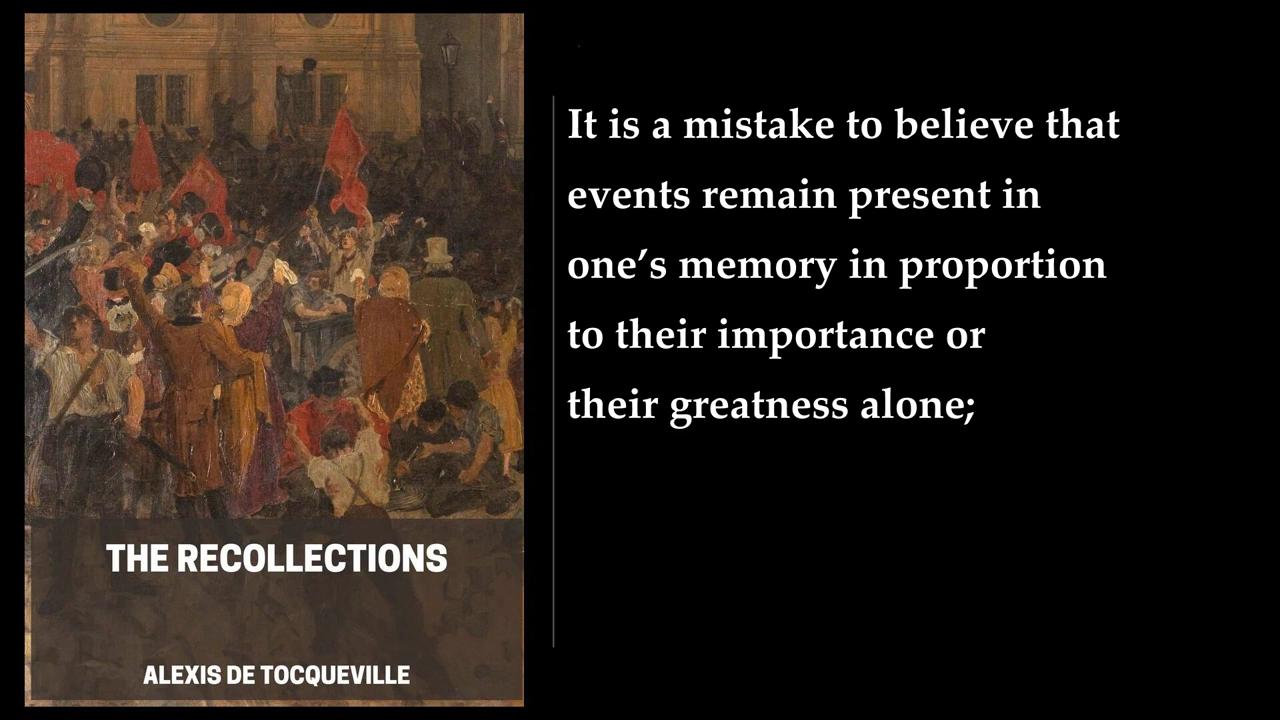 THE RECOLLECTIONS
ALEXIS DE TOCQUEVILLE
It is a mistake to believe that
events remain present in
one’s memory in proportion
to their importance or
their greatness alone;